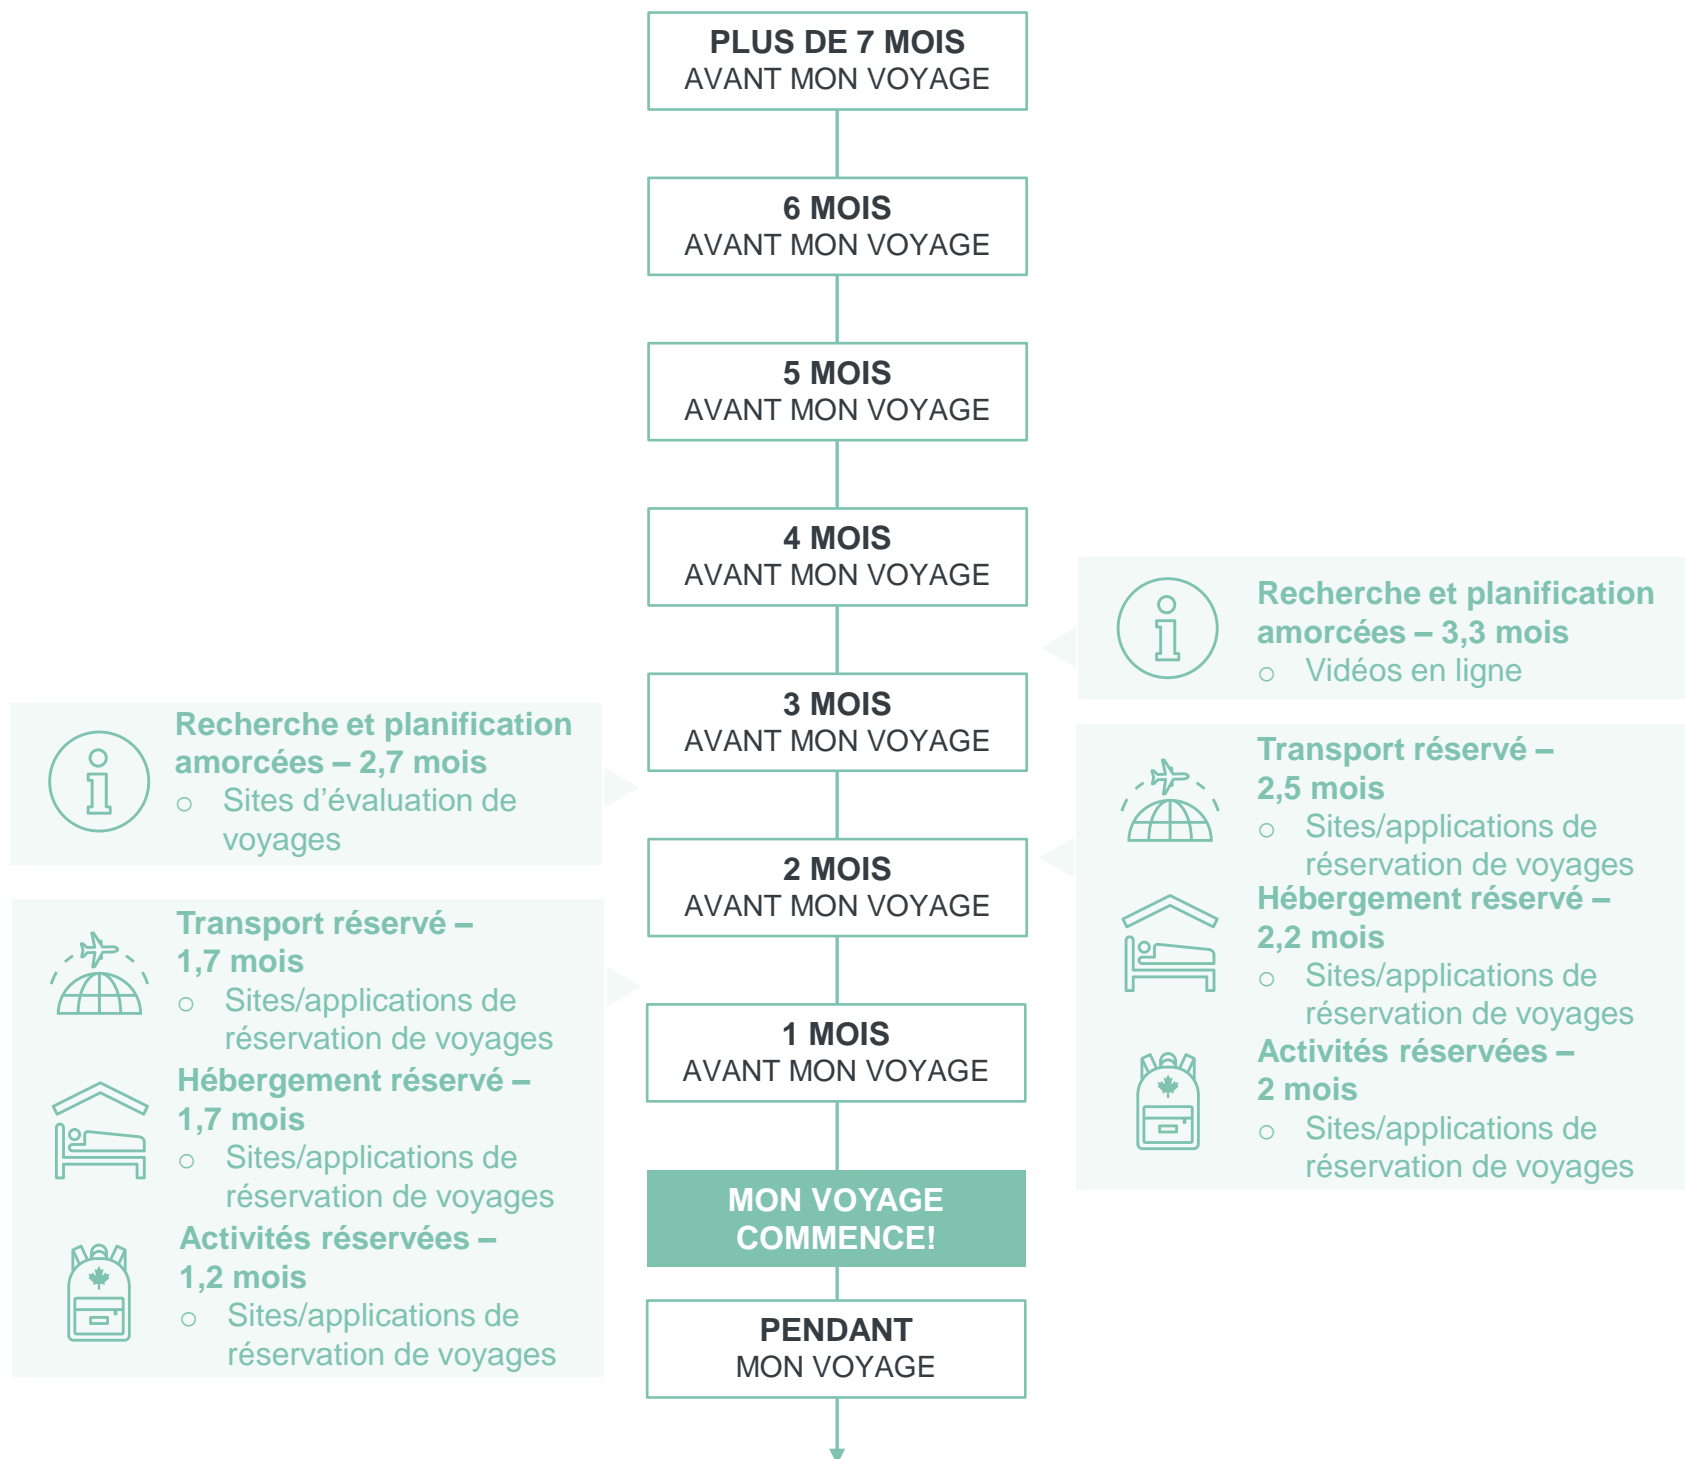 PLUS DE 7 MOIS
AVANT MON VOYAGE
6 MOIS
AVANT MON VOYAGE
5 MOIS
AVANT MON VOYAGE
4 MOIS
AVANT MON VOYAGE
3 MOIS
AVANT MON VOYAGE
2 MOIS
AVANT MON VOYAGE
1 MOIS
AVANT MON VOYAGE
MON VOYAGE
COMMENCE!
PENDANT
MON VOYAGE
Recherche et planification
amorcées – 2,7 mois
o Sites d’évaluation de
voyages
Transport réservé –
1,7 mois
o Sites/applications de
réservation de voyages
Hébergement réservé –
1,7 mois
o Sites/applications de
réservation de voyages
Activités réservées –
1,2 mois
o Sites/applications de
réservation de voyages
Recherche et planification
amorcées – 3,3 mois
o Vidéos en ligne
Transport réservé –
2,5 mois
o Sites/applications de
réservation de voyages
Hébergement réservé –
2,2 mois
o Sites/applications de
réservation de voyages
Activités réservées –
2 mois
o Sites/applications de
réservation de voyages